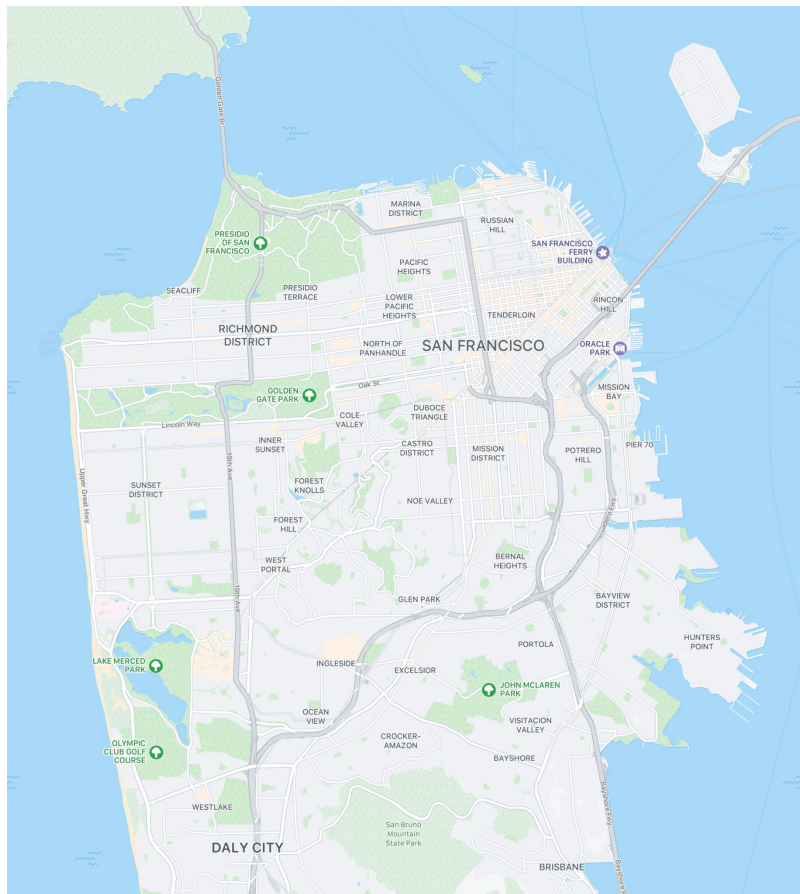 Golden Gate Br
MARINA
DISTRICT
RUSSIAN
HILL
PRESIDIO
OF SAN
FRANCISCO
SAN FRANCISCO
FERRY
BUILDING
PACIFIC
HEIGHTS
SEACLIFF
PRESIDIO
TERRACE
LOWER
PACIFIC
HEIGHTS
RINCON
HILL
TENDERLOIN
RICHMOND
DISTRICT
NORTH OF
PANHANDLE
SAN FRANCISCO
ORACLE
PARK
Oak St
GOLDEN
GATE PARK
MISSION
BAY
COLE
VALLEY
DUBOCE
TRIANGLE
Lincoln Way
INNER
SUNSET
CASTRO
DISTRICT
MISSION
DISTRICT
POTRERO
HILL
PIER 70
19th Ave
Upper Great Hwy
SUNSET
DISTRICT
FOREST
KNOLLS
NOE VALLEY
FOREST
HILL
WEST
PORTAL
BERNAL
HEIGHTS
19th Ave
GLEN PARK
BAYVIEW
DISTRICT
HUNTERS
POINT
PORTOLA
LAKE MERCED
PARK
INGLESIDE
EXCELSIOR
JOHN MCLAREN
PARK
OCEAN
VIEW
VISITACION
VALLEY
CROCKER-
AMAZON
OLYMPIC
CLUB GOLF
COURSE
BAYSHORE
Bayshore Fwy
WESTLAKE
San Bruno
Mountain
State Park
DALY CITY
BRISBANE
Bayshore F